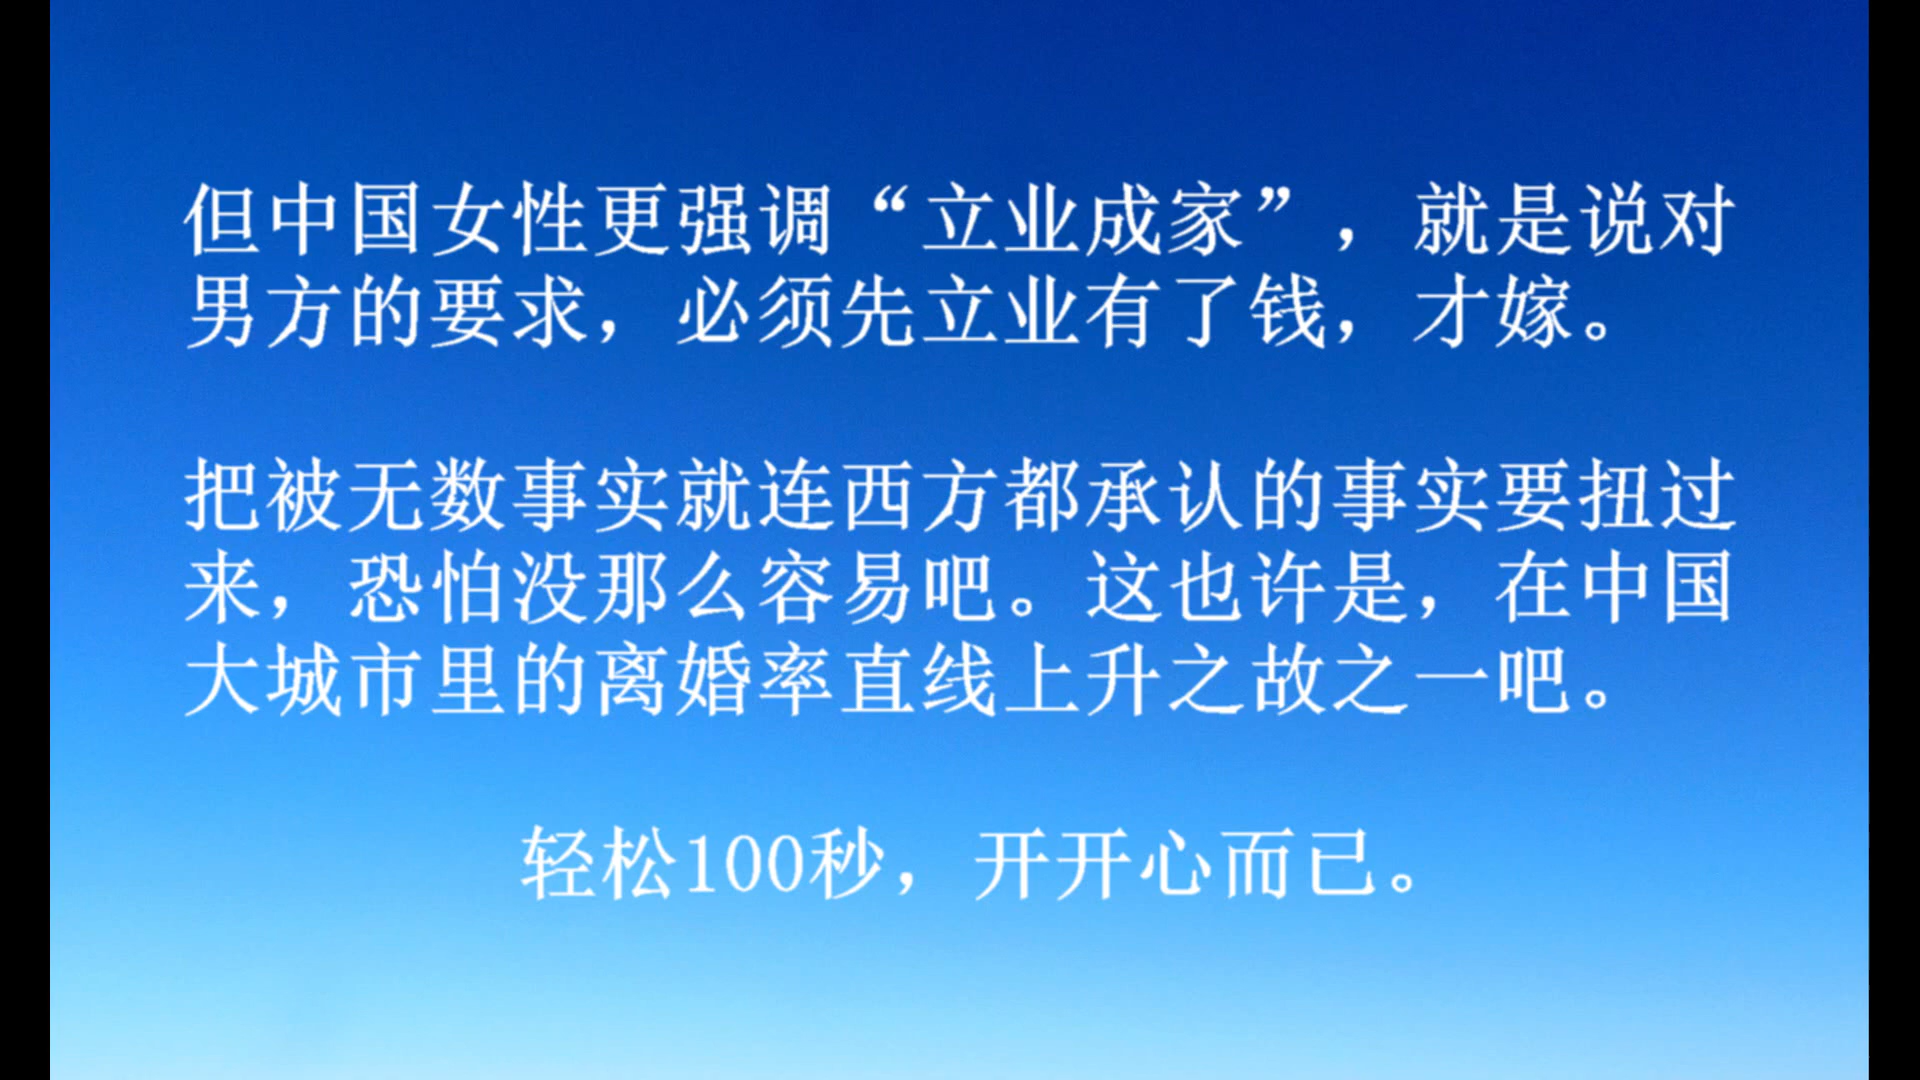 但中国女性更强调“立业成家”，就是说对
男方的要求，必须先立业有了钱，才嫁。
把被无数事实就连西方都承认的事实要扭过
来，恐怕没那么容易吧。这也许是，在中国
大城市里的离婚率直线上升之故之一吧。
轻松100秒，开开心而已。